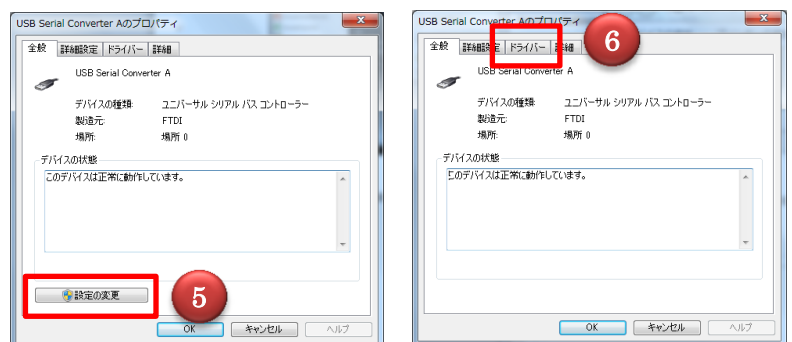 USB Serial Converter Aのプロパティ
全般 詳細設定 ドライバー 詳細
USB Serial Converter A
デバイスの種類: ユニバーサル シリアル バス コントローラー
製造元: FTDI
場所: 場所 0
デバイスの状態
このデバイスは正常に動作しています。
設定の変更
5
OK キャンセル ヘルプ
USB Serial Converter Aのプロパティ
全般 詳細設定 ドライバー 詳細
6
USB Serial Converter A
デバイスの種類: ユニバーサル シリアル バス コントローラー
製造元: FTDI
場所: 場所 0
デバイスの状態
このデバイスは正常に動作しています。
OK キャンセル ヘルプ